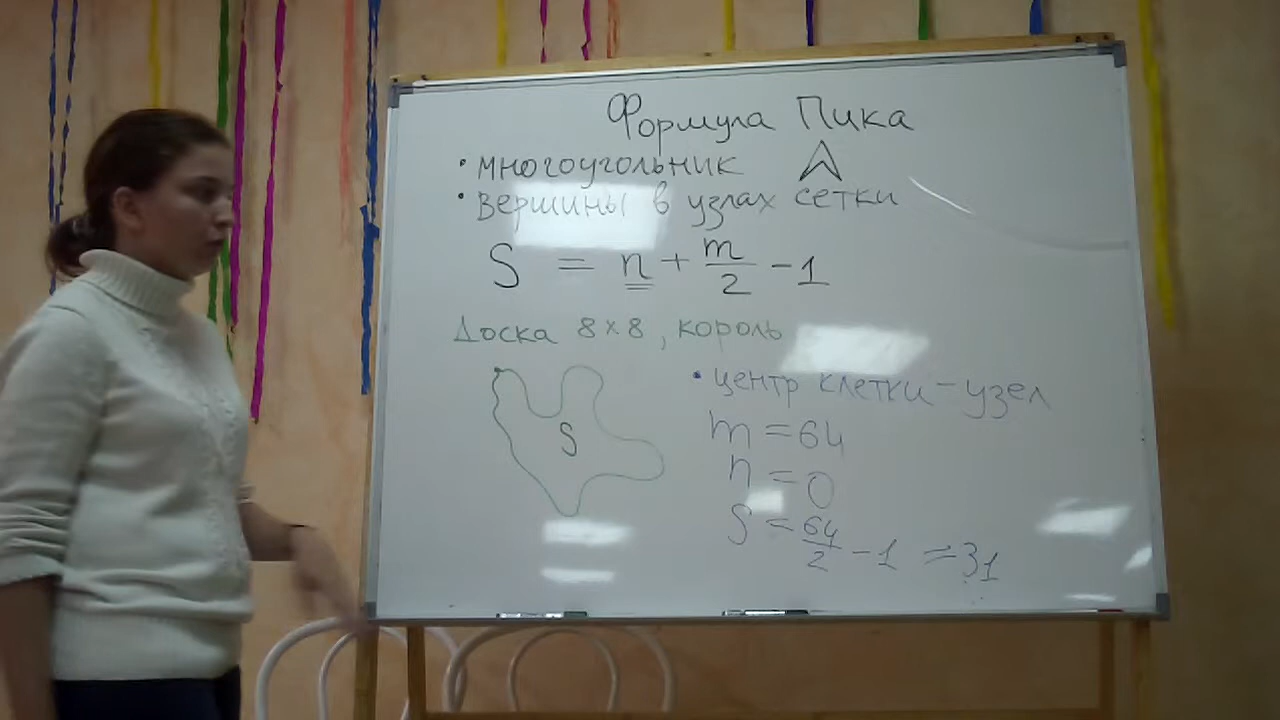 Формула Пика
• многоугольник
• вершины в узлах сетки
S = n + m/2 - 1
Доска 8×8, король
S
• центр клетки - узел
m = 64
n = 0
S = 64/2 - 1 = 31